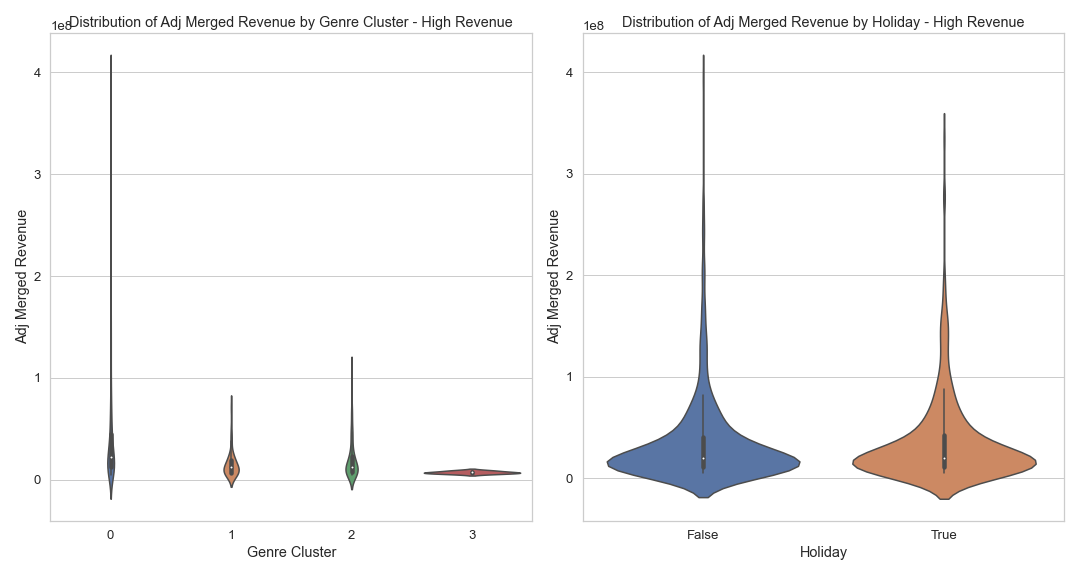 Distribution of Adj Merged Revenue by Genre Cluster - High Revenue
1e8
4
3
2
1
0
Adj Merged Revenue
0 1 2 3
Genre Cluster
Distribution of Adj Merged Revenue by Holiday - High Revenue
1e8
4
3
2
1
0
Adj Merged Revenue
False True
Holiday